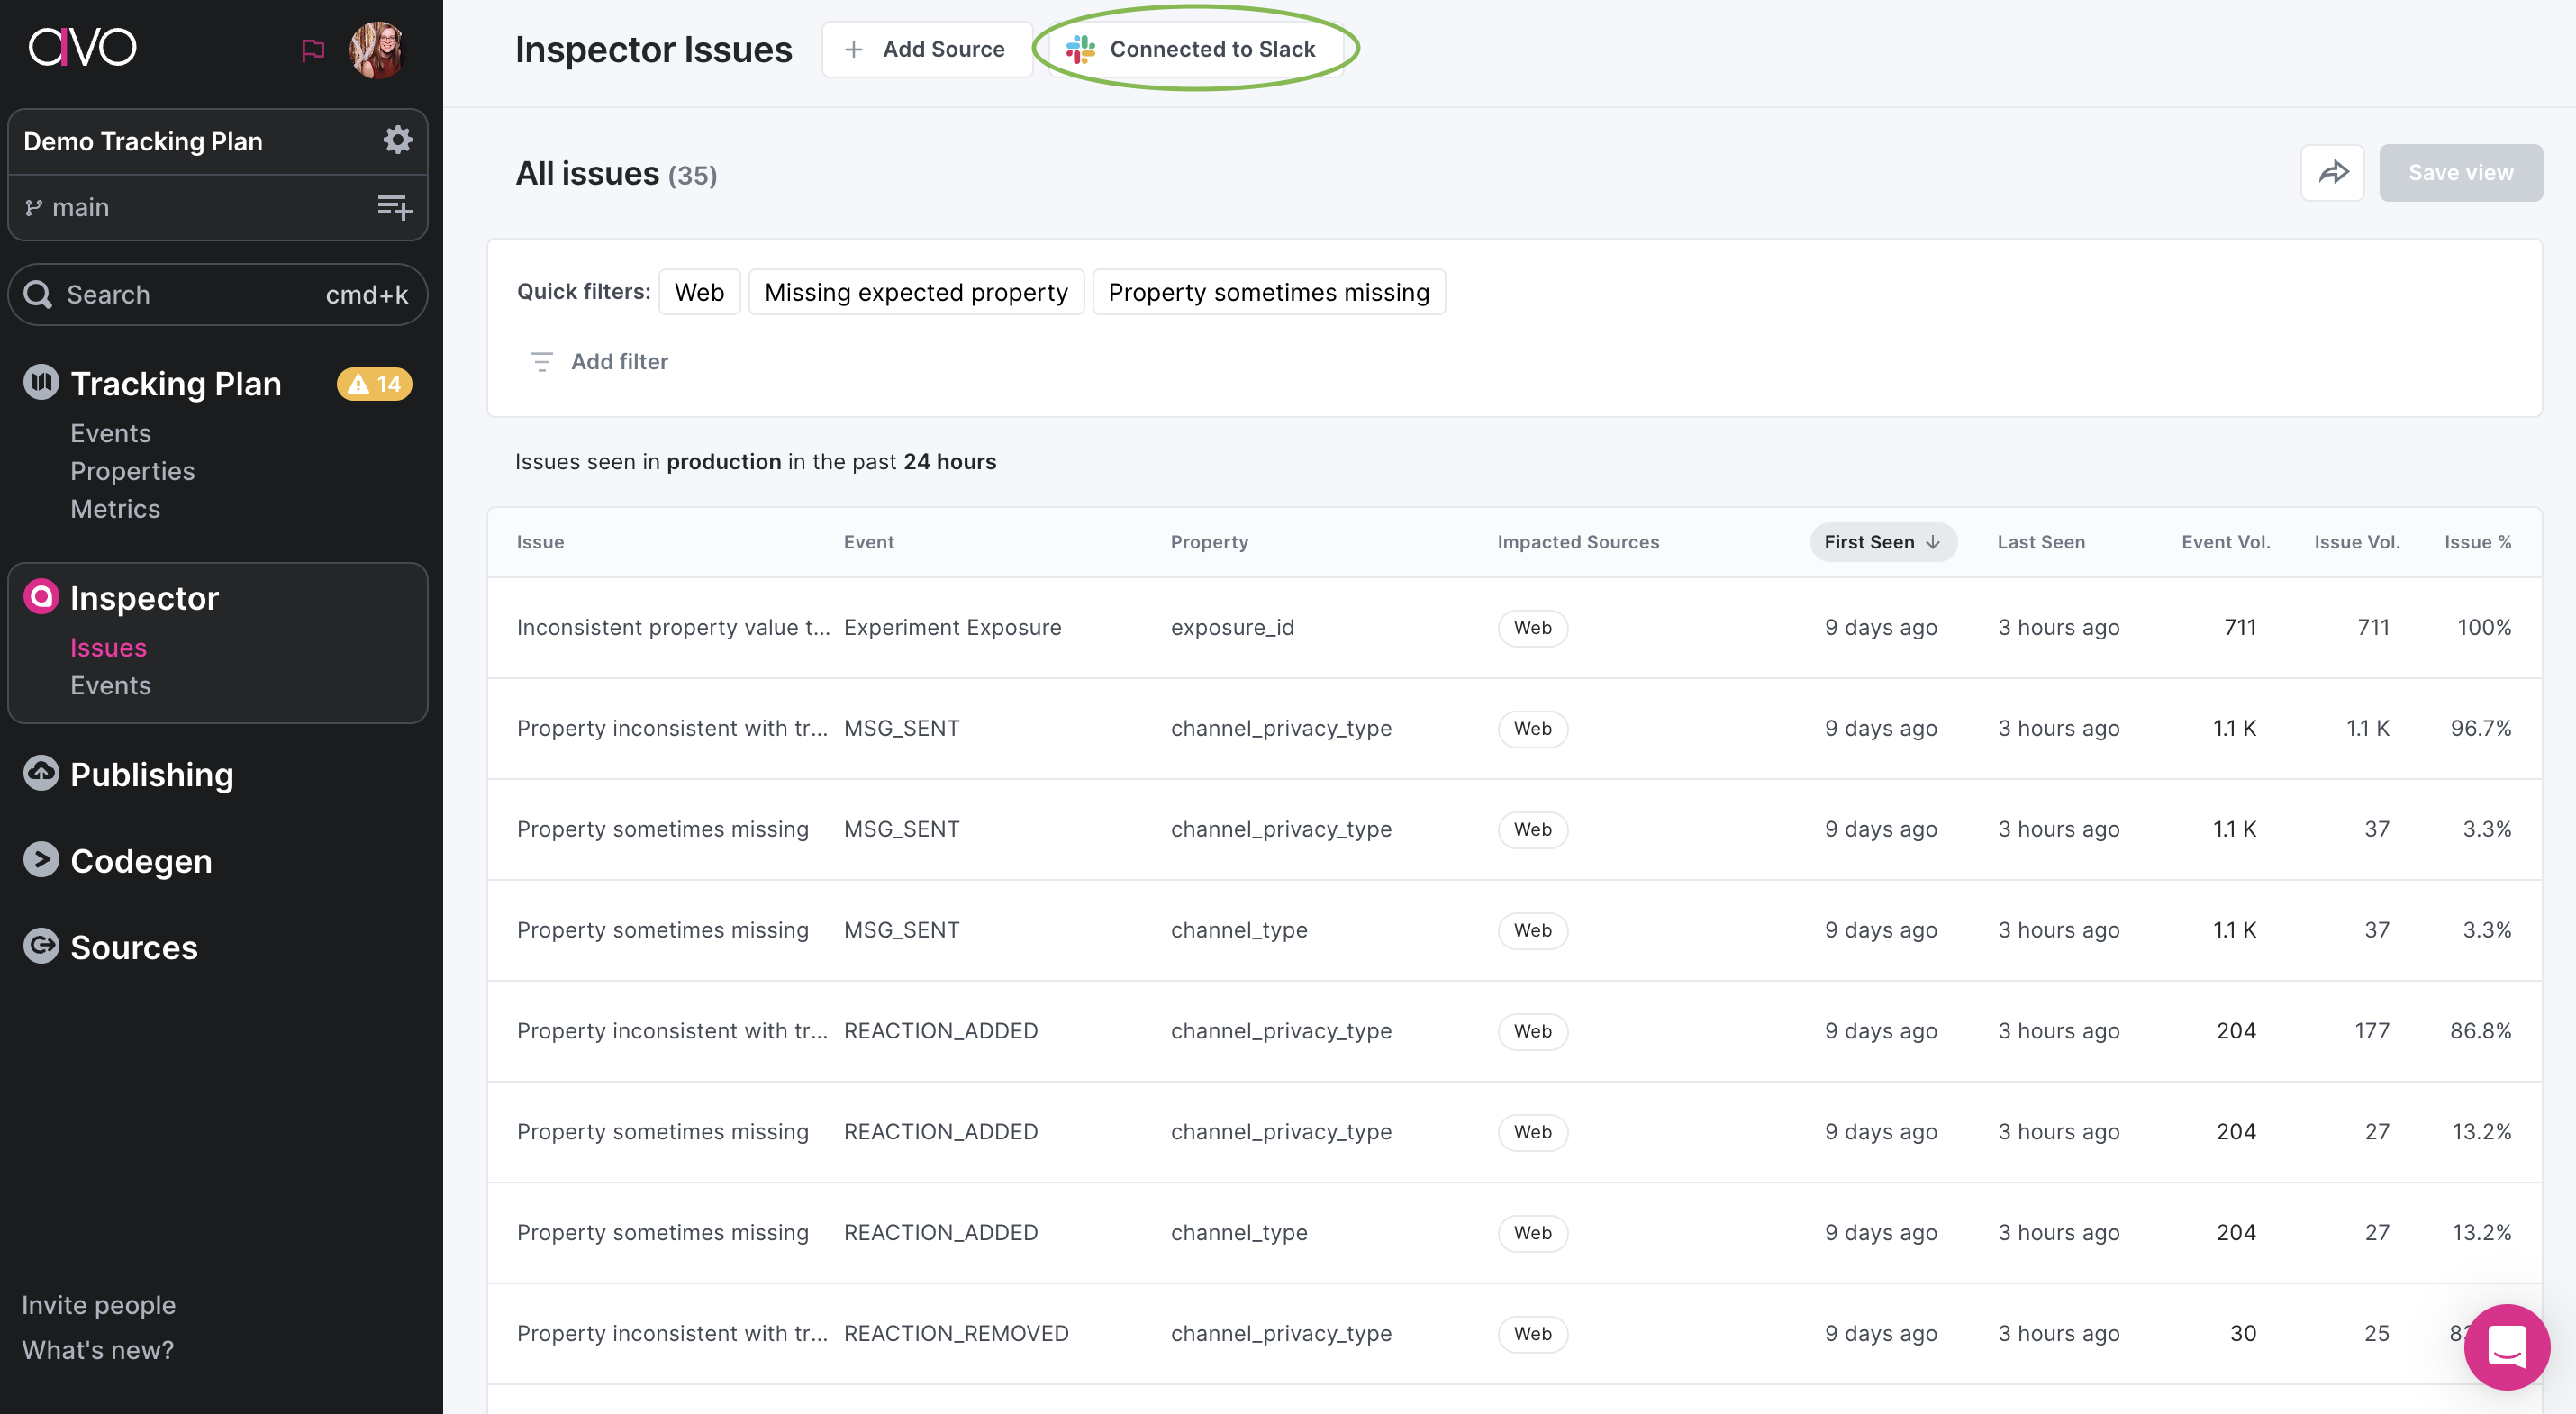 avo
Demo Tracking Plan
main
Search cmd+k
Tracking Plan 14
Events
Properties
Metrics
Inspector
Issues
Events
Publishing
Codegen
Sources
Invite people
What's new?
Inspector Issues + Add Source Connected to Slack
All issues (35) Save view
Quick filters: Web Missing expected property Property sometimes missing
Add filter
Issues seen in production in the past 24 hours
Issue Event Property Impacted Sources First Seen ↓ Last Seen Event Vol. Issue Vol. Issue %
Inconsistent property value t... Experiment Exposure exposure_id Web 9 days ago 3 hours ago 711 711 100%
Property inconsistent with tr... MSG_SENT channel_privacy_type Web 9 days ago 3 hours ago 1.1 K 1.1 K 96.7%
Property sometimes missing MSG_SENT channel_privacy_type Web 9 days ago 3 hours ago 1.1 K 37 3.3%
Property sometimes missing MSG_SENT channel_type Web 9 days ago 3 hours ago 1.1 K 37 3.3%
Property inconsistent with tr... REACTION_ADDED channel_privacy_type Web 9 days ago 3 hours ago 204 177 86.8%
Property sometimes missing REACTION_ADDED channel_privacy_type Web 9 days ago 3 hours ago 204 27 13.2%
Property sometimes missing REACTION_ADDED channel_type Web 9 days ago 3 hours ago 204 27 13.2%
Property inconsistent with tr... REACTION_REMOVED channel_privacy_type Web 9 days ago 3 hours ago 30 25